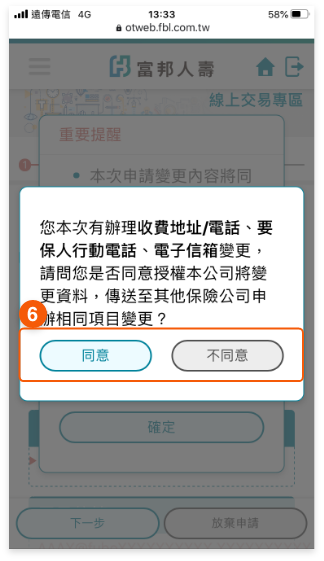 遠傳電信 4G 13:33 58%
otweb.fbl.com.tw
富邦人壽
線上交易專區
重要提醒
1
• 本次申請變更內容將同
您本次有辦理收費地址/電話、要
保人行動電話、電子信箱變更，
請問您是否同意授權本公司將變
更資料，傳送至其他保險公司申
辦相同項目變更？
6
同意 不同意
確定
下一步 放棄申請